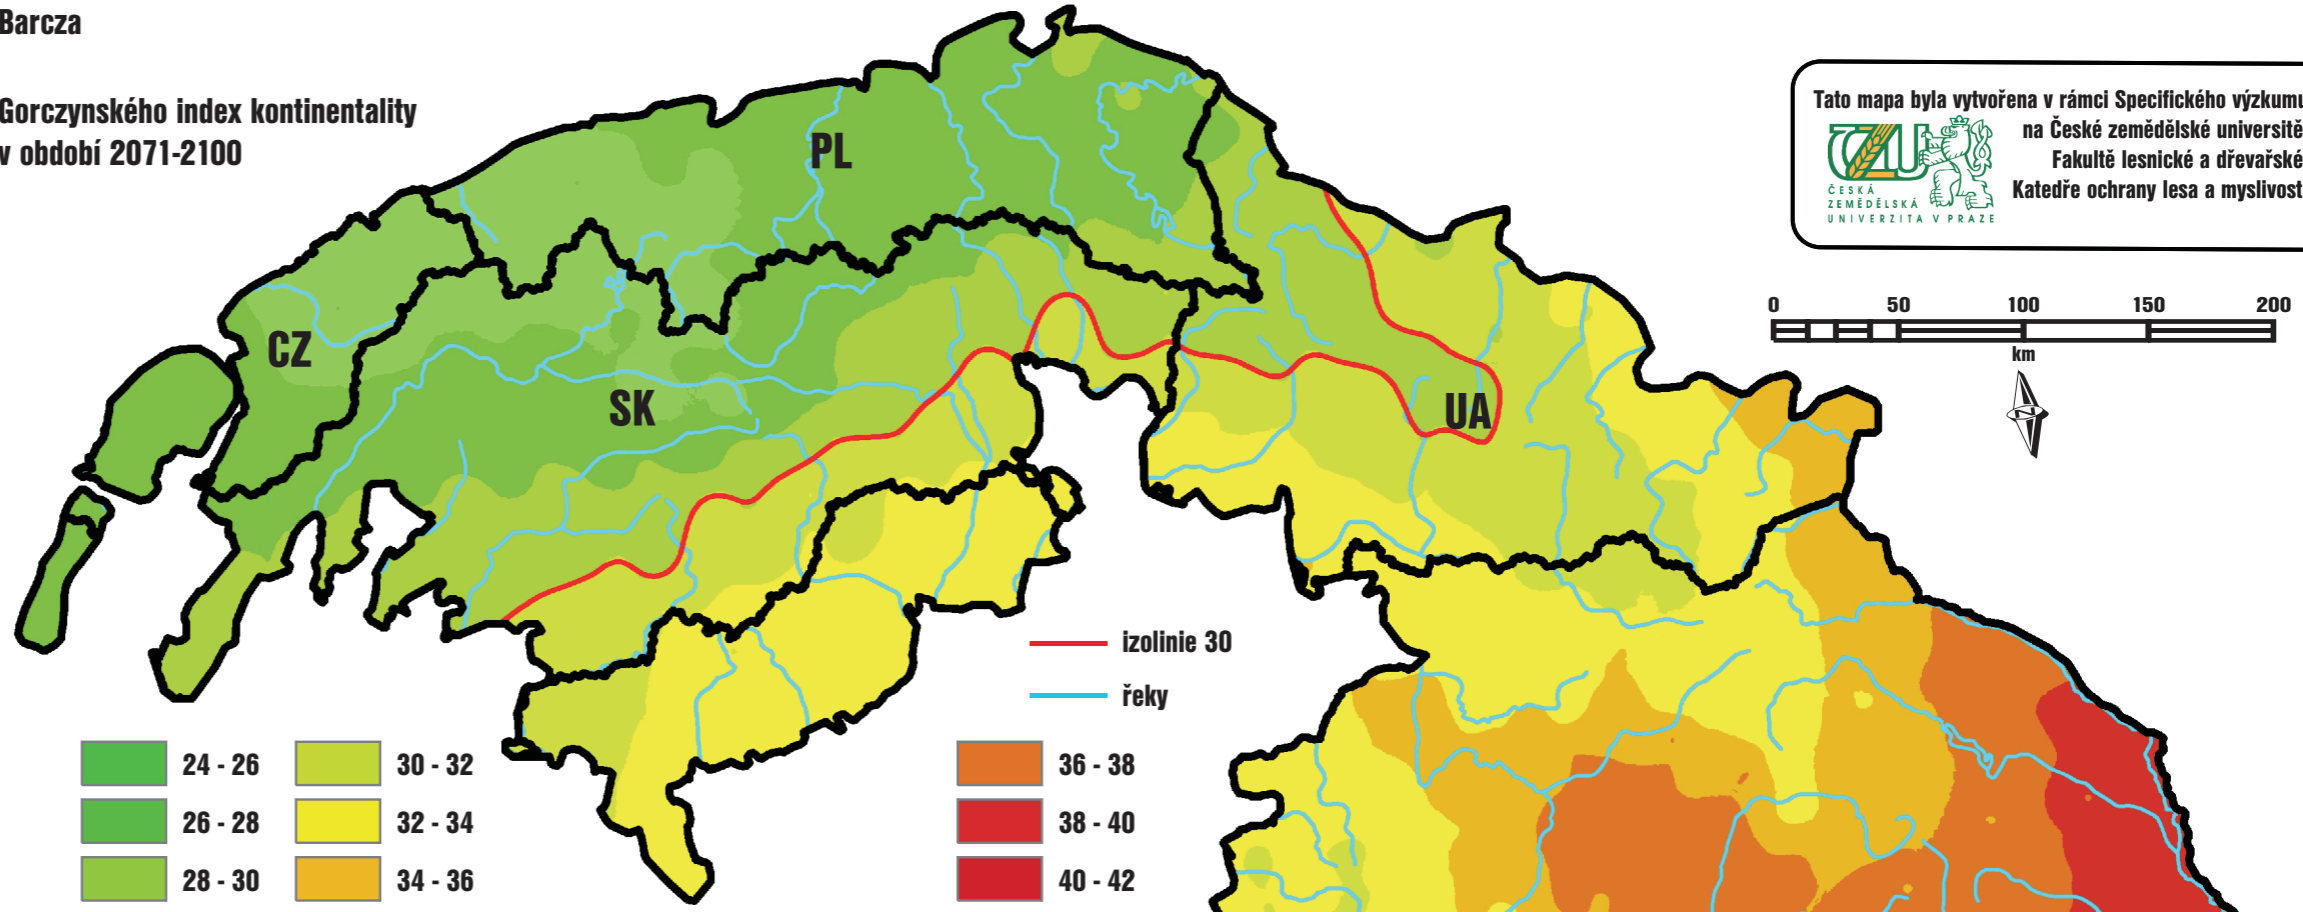 Barcza
Gorczynského index kontinentality
v období 2071-2100
Tato mapa byla vytvořena v rámci Specifického výzkumu
na České zemědělské universitě
Fakultě lesnické a dřevařské
Katedře ochrany lesa a myslivost
ČZU
ČESKÁ
ZEMĚDĚLSKÁ
UNIVERZITA V PRAZE
0 50 100 150 200
km
N
PL
CZ
SK
UA
izolinie 30
řeky
24 - 26
26 - 28
28 - 30
30 - 32
32 - 34
34 - 36
36 - 38
38 - 40
40 - 42